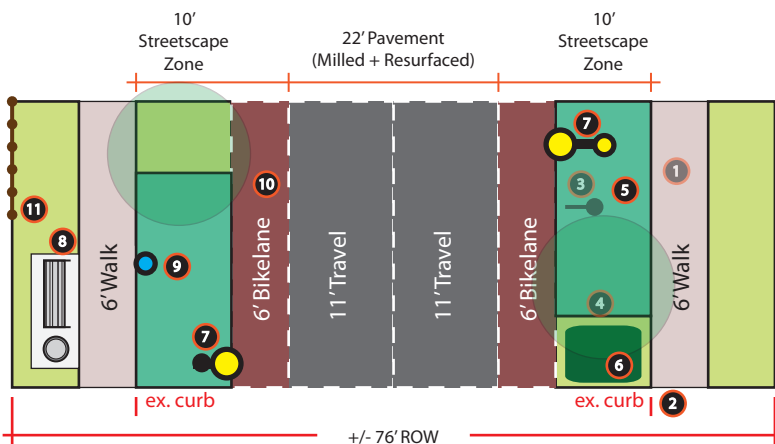 10'
Streetscape
Zone
22' Pavement
(Milled + Resurfaced)
10'
Streetscape
Zone
7
1
3
5
10
11
8
6' Walk
9
6' Bikelane
11' Travel
11' Travel
6' Bikelane
6' Walk
4
7
6
ex. curb
ex. curb
2
+/- 76' ROW